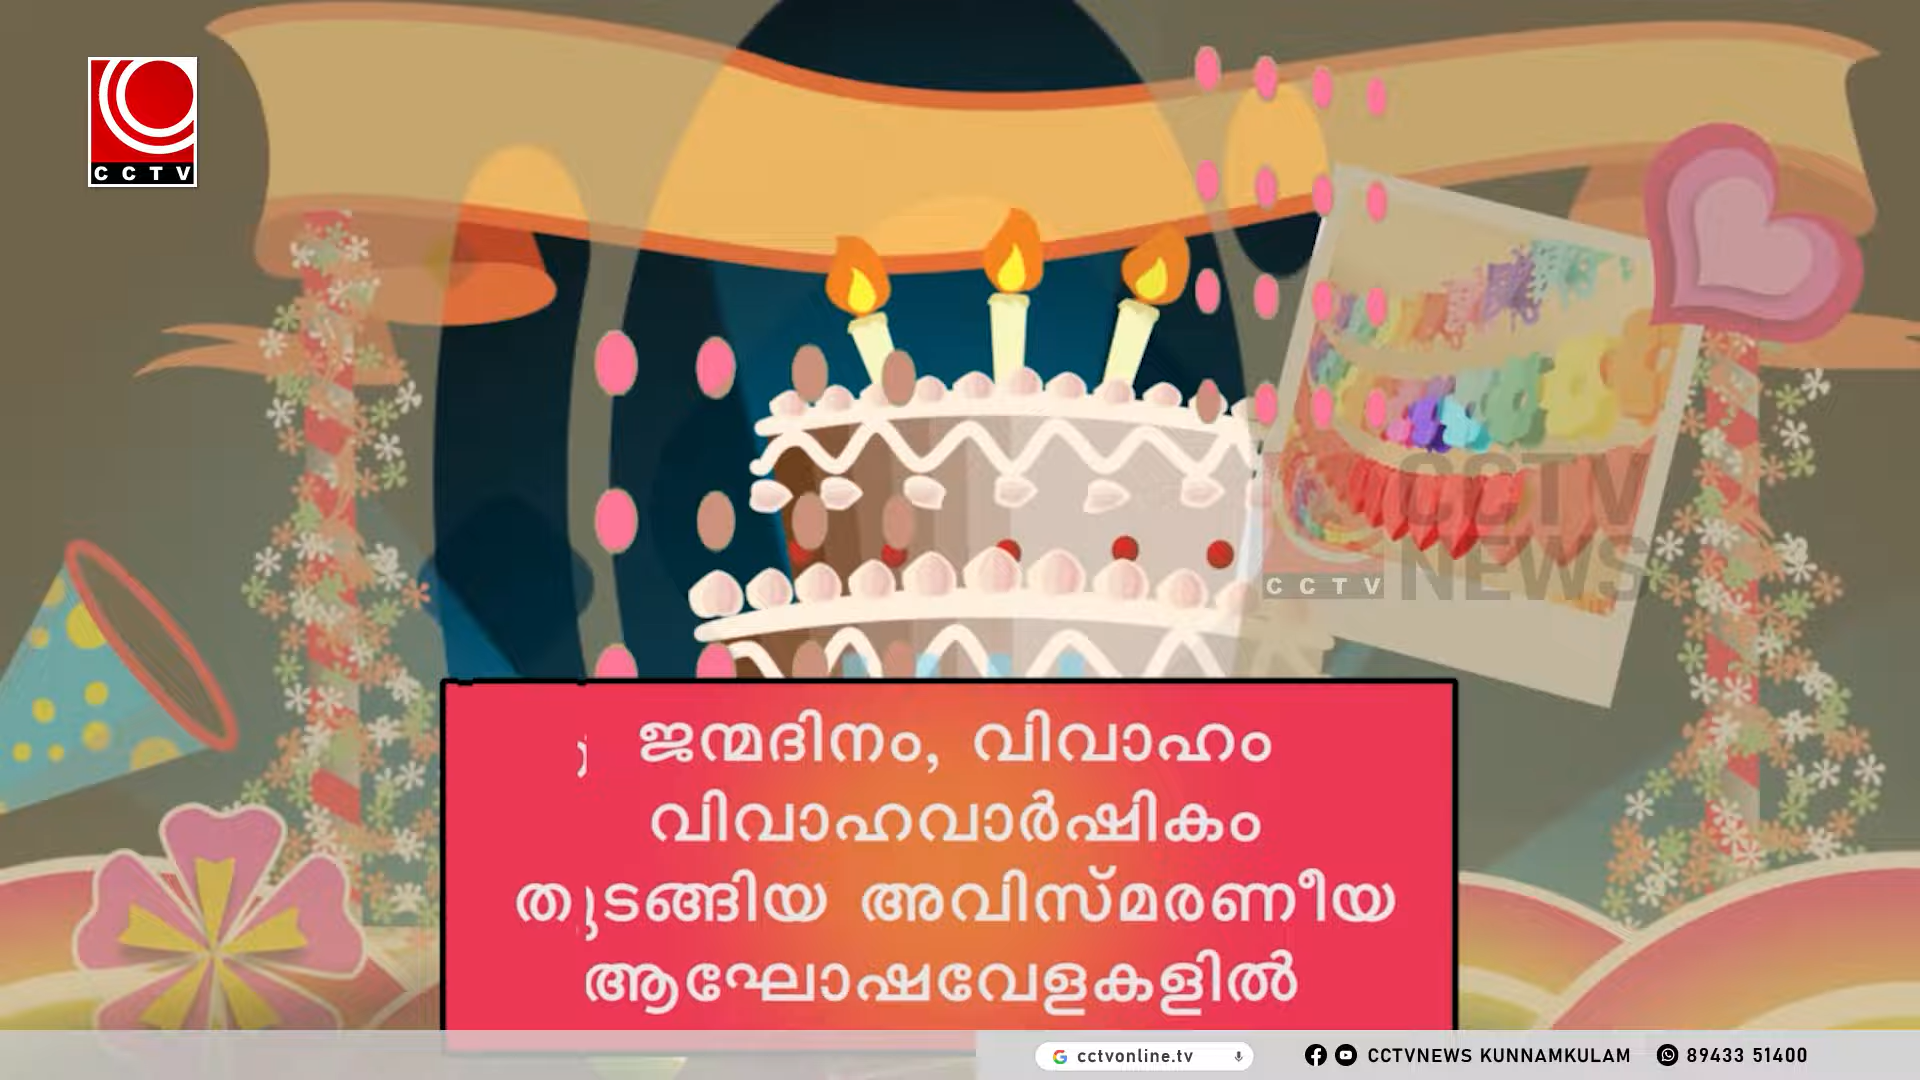 CCTV
CCTV
NEWS
CCTV
ജന്മദിനം, വിവാഹം
വിവാഹവാർഷികം
തുടങ്ങിയ അവിസ്മരണീയ
ആഘോഷവേളകളിൽ
cctvonline.tv
CCTVNEWS KUNNAMKULAM
89433 51400